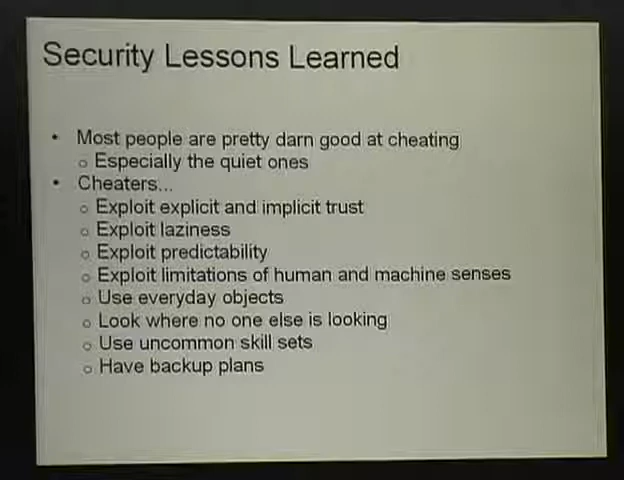 Security Lessons Learned
• Most people are pretty darn good at cheating
o Especially the quiet ones
• Cheaters...
o Exploit explicit and implicit trust
o Exploit laziness
o Exploit predictability
o Exploit limitations of human and machine senses
o Use everyday objects
o Look where no one else is looking
o Use uncommon skill sets
o Have backup plans